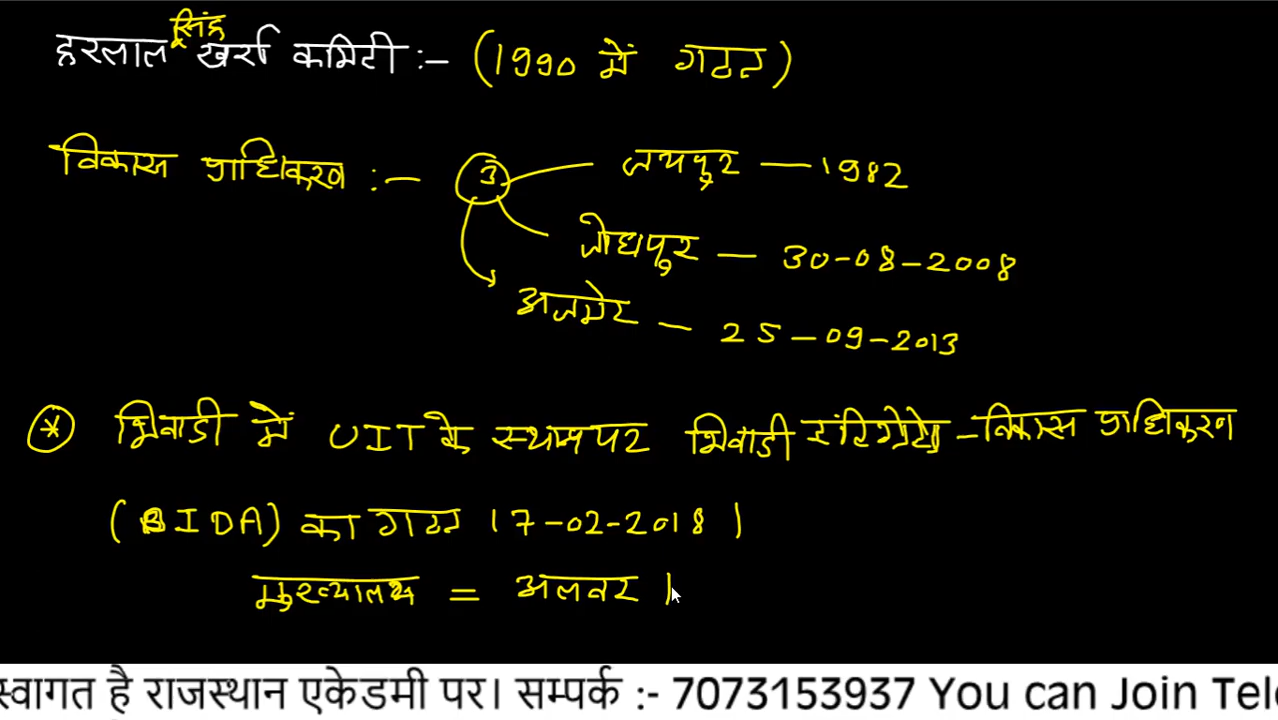 हरलाल सिंह खर्रा कमिटी :- (1990 में गठन)
विकास प्राधिकरण :- 3 जयपुर — 1982
जोधपुर — 30-08-2008
अजमेर — 25-09-2013
* भिवाडी में UIT के स्थान पर भिवाडी इंटिग्रेटेड - विकास प्राधिकरण
(BIDA) का गठन 17-02-2018 ।
मुख्यालय = अलवर ।
स्वागत है राजस्थान एकेडमी पर। सम्पर्क :- 7073153937 You can Join Tele